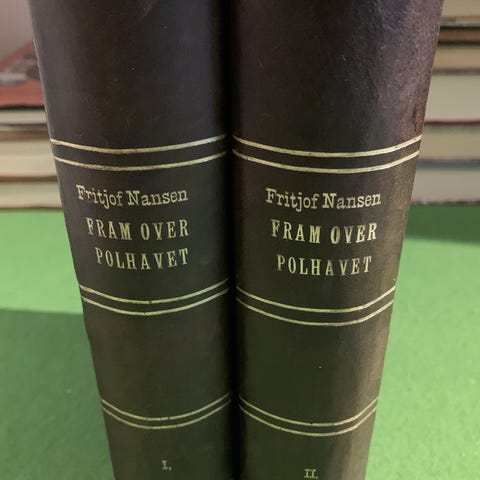 Fritjof Nansen
FRAM OVER
POLHAVET
I.
Fritjof Nansen
FRAM OVER
POLHAVET
II.